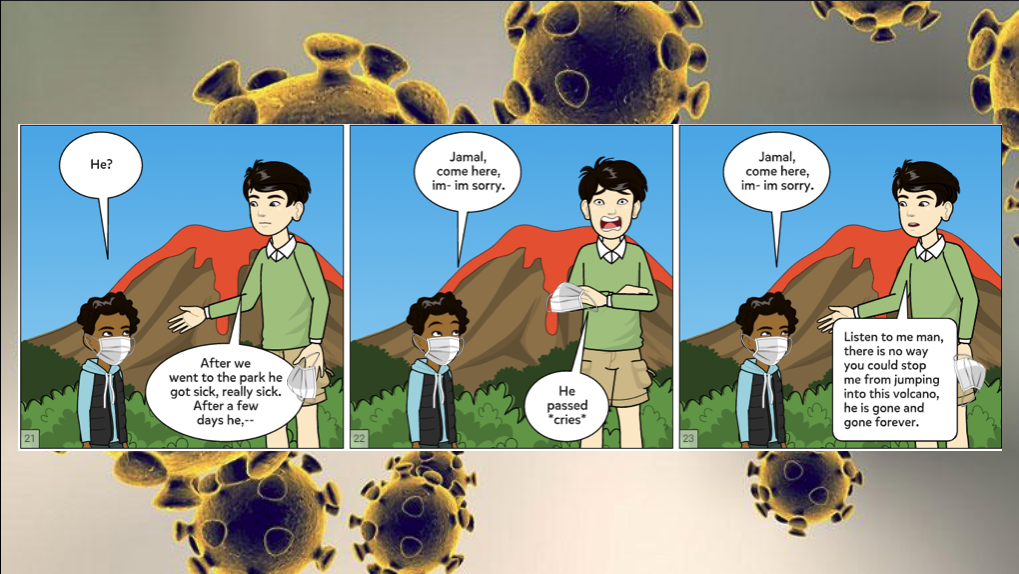 He?
After we
went to the park he
got sick, really sick.
After a few
days he,--
21
Jamal,
come here,
im- im sorry.
He
passed
*cries*
22
Jamal,
come here,
im- im sorry.
Listen to me man,
there is no way
you could stop
me from jumping
into this volcano,
he is gone and
gone forever.
23